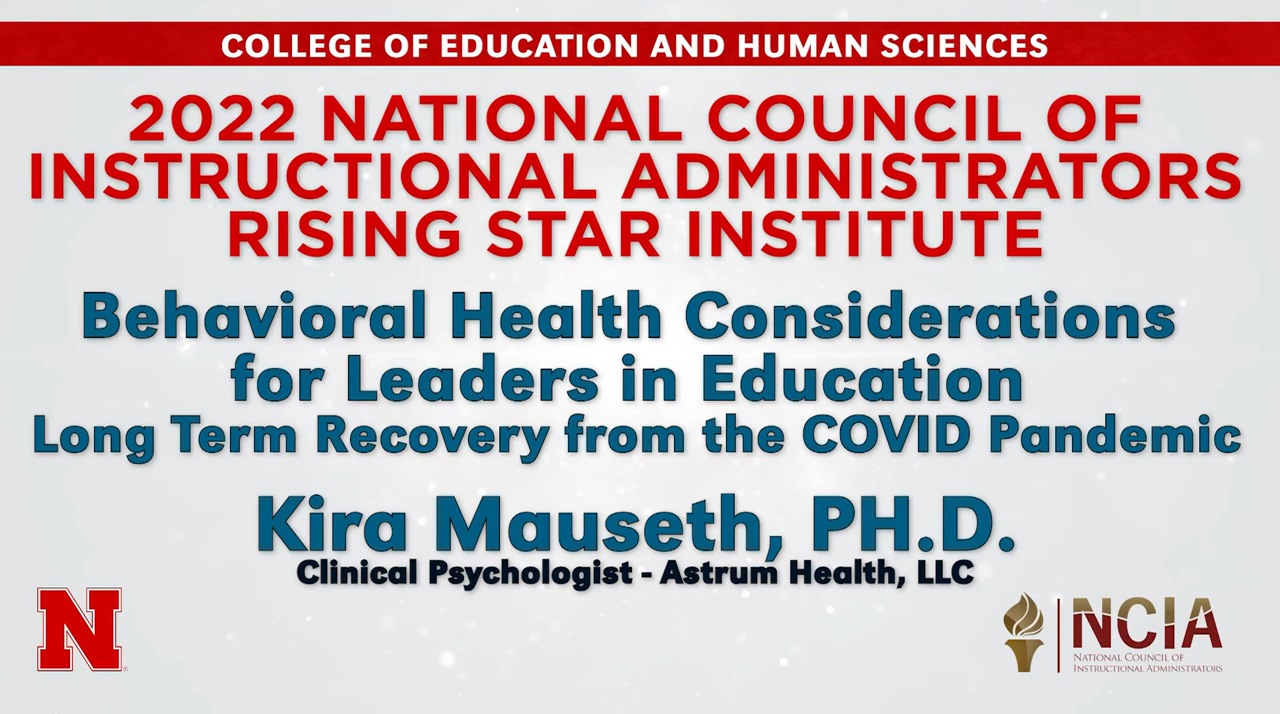 COLLEGE OF EDUCATION AND HUMAN SCIENCES
2022 NATIONAL COUNCIL OF
INSTRUCTIONAL ADMINISTRATORS
RISING STAR INSTITUTE
Behavioral Health Considerations
for Leaders in Education
Long Term Recovery from the COVID Pandemic
Kira Mauseth, PH.D.
Clinical Psychologist - Astrum Health, LLC
N
NCIA
NATIONAL COUNCIL OF
INSTRUCTIONAL ADMINISTRATORS